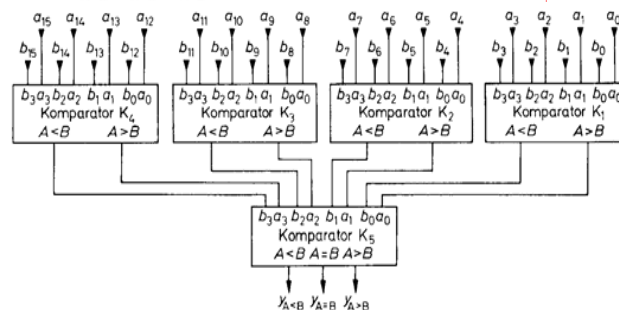 a15 a14 a13 a12 a11 a10 a9 a8 a7 a6 a5 a4 a3 a2 a1 a0
b15 b14 b13 b12 b11 b10 b9 b8 b7 b6 b5 b4 b3 b2 b1 b0
b3a3 b2a2 b1a1 b0a0 b3a3 b2a2 b1a1 b0a0 b3a3 b2a2 b1a1 b0a0 b3a3 b2a2 b1a1 b0a0
Komparator K4 Komparator K3 Komparator K2 Komparator K1
A<B A>B A<B A>B A<B A>B A<B A>B
b3a3 b2a2 b1a1 b0a0
Komparator K5
A<B A=B A>B
yA<B yA=B yA>B